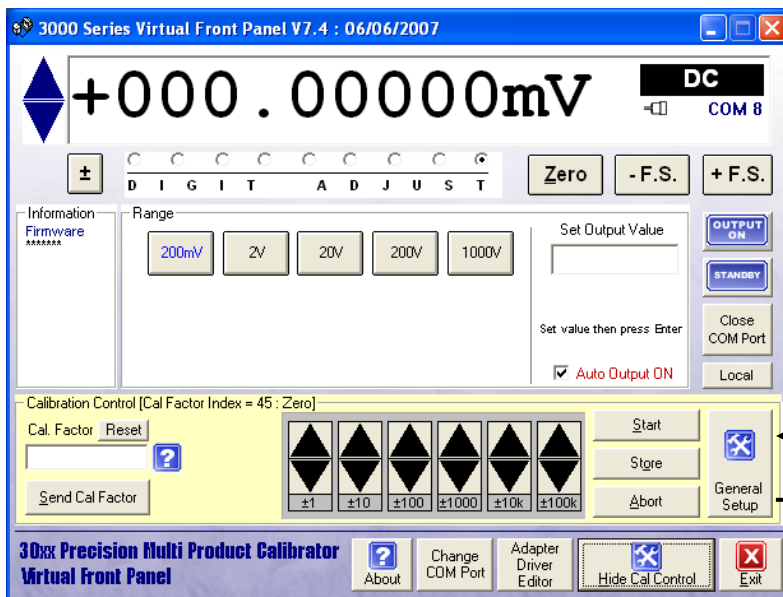 3000 Series Virtual Front Panel V7.4 : 06/06/2007
+000.00000mV
DC
COM 8
±
D I G I T A D J U S T
Zero
- F.S.
+ F.S.
Information
Firmware
*******
Range
200mV
2V
20V
200V
1000V
Set Output Value
Set value then press Enter
Auto Output ON
OUTPUT
ON
STANDBY
Close
COM Port
Local
Calibration Control [Cal Factor Index = 45 : Zero]
Cal. Factor
Reset
?
Send Cal Factor
±1
±10
±100
±1000
±10k
±100k
Start
Store
Abort
General
Setup
30xx Precision Multi Product Calibrator
Virtual Front Panel
?
About
Change
COM Port
Adapter
Driver
Editor
Hide Cal Control
X
Exit